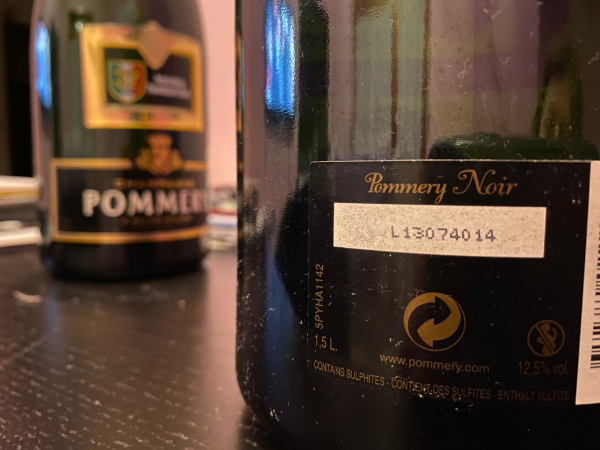 POMMERY
Pommery Noir
L13074014
5PYHA1142
1,5 L.
www.pommery.com
12,5% vol.
CONTAINS SULPHITES - CONTIENT DES SULFITES - ENTHALT SULFITE